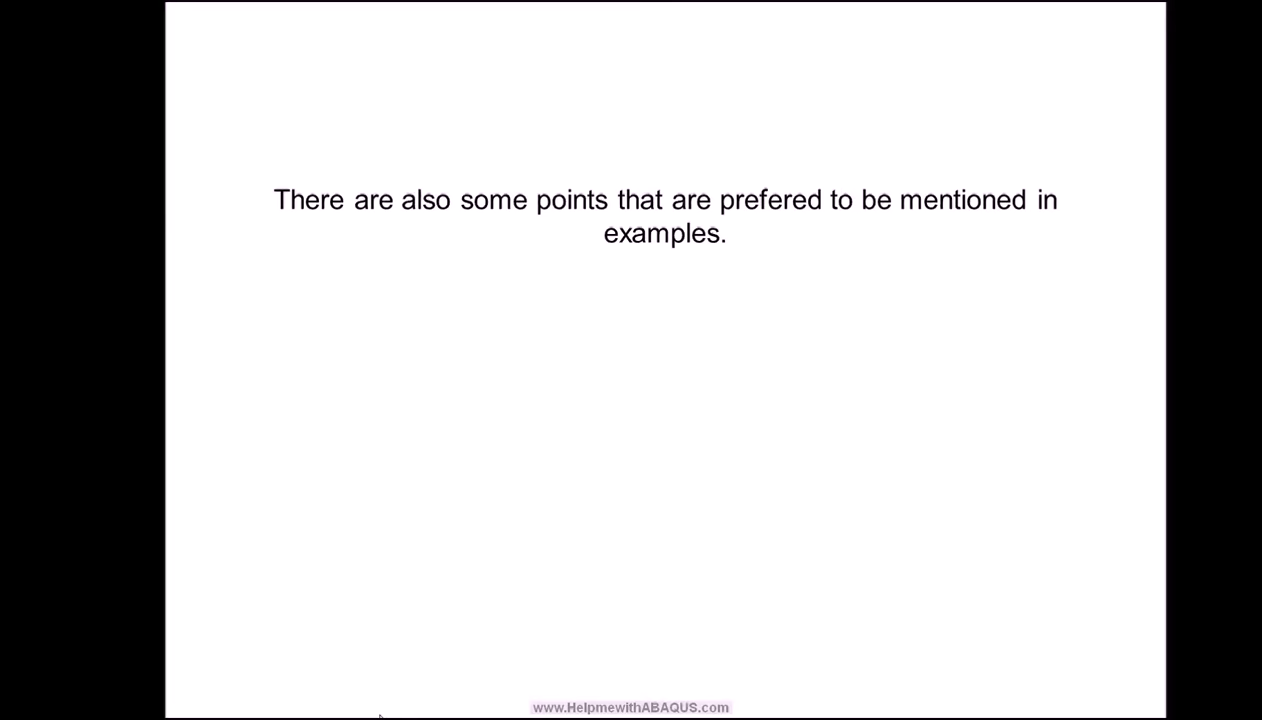 There are also some points that are prefered to be mentioned in
examples.
www.HelpmewithABAQUS.com